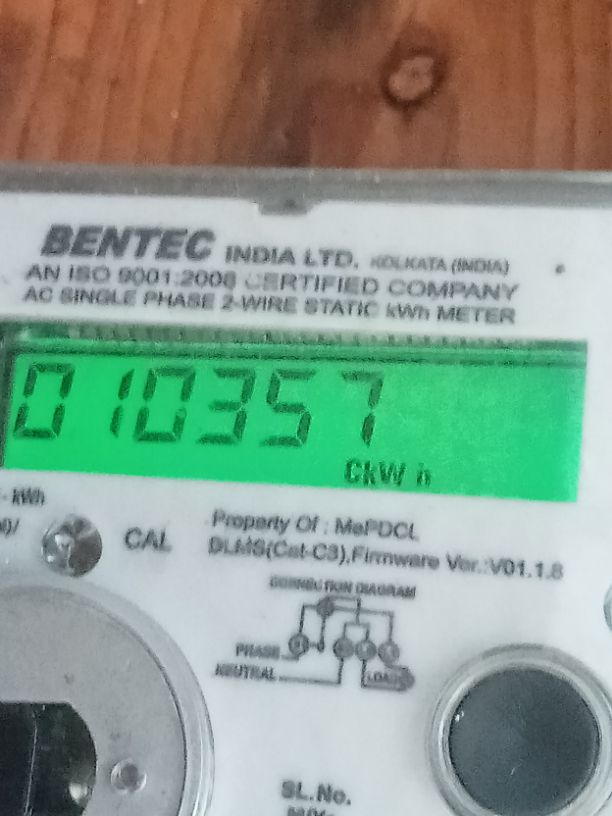 BENTEC INDIA LTD. KOLKATA (INDIA)
AN ISO 9001:2008 CERTIFIED COMPANY
AC SINGLE PHASE 2-WIRE STATIC kWh METER
010357
CkW h
- kWh
CAL
Property Of : MePDCL
DLMS(Cat-C3),Firmware Ver.:V01.1.8
CONNECTION DIAGRAM
PHASE
NEUTRAL
LOAD
SL.No.